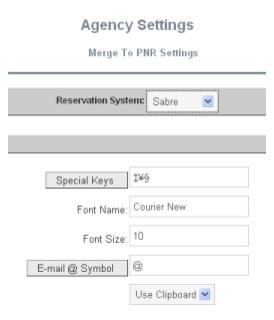 Agency Settings
Merge To PNR Settings
Reservation System: Sabre
Special Keys ‡¥§
Font Name: Courier New
Font Size: 10
E-mail @ Symbol @
Use Clipboard